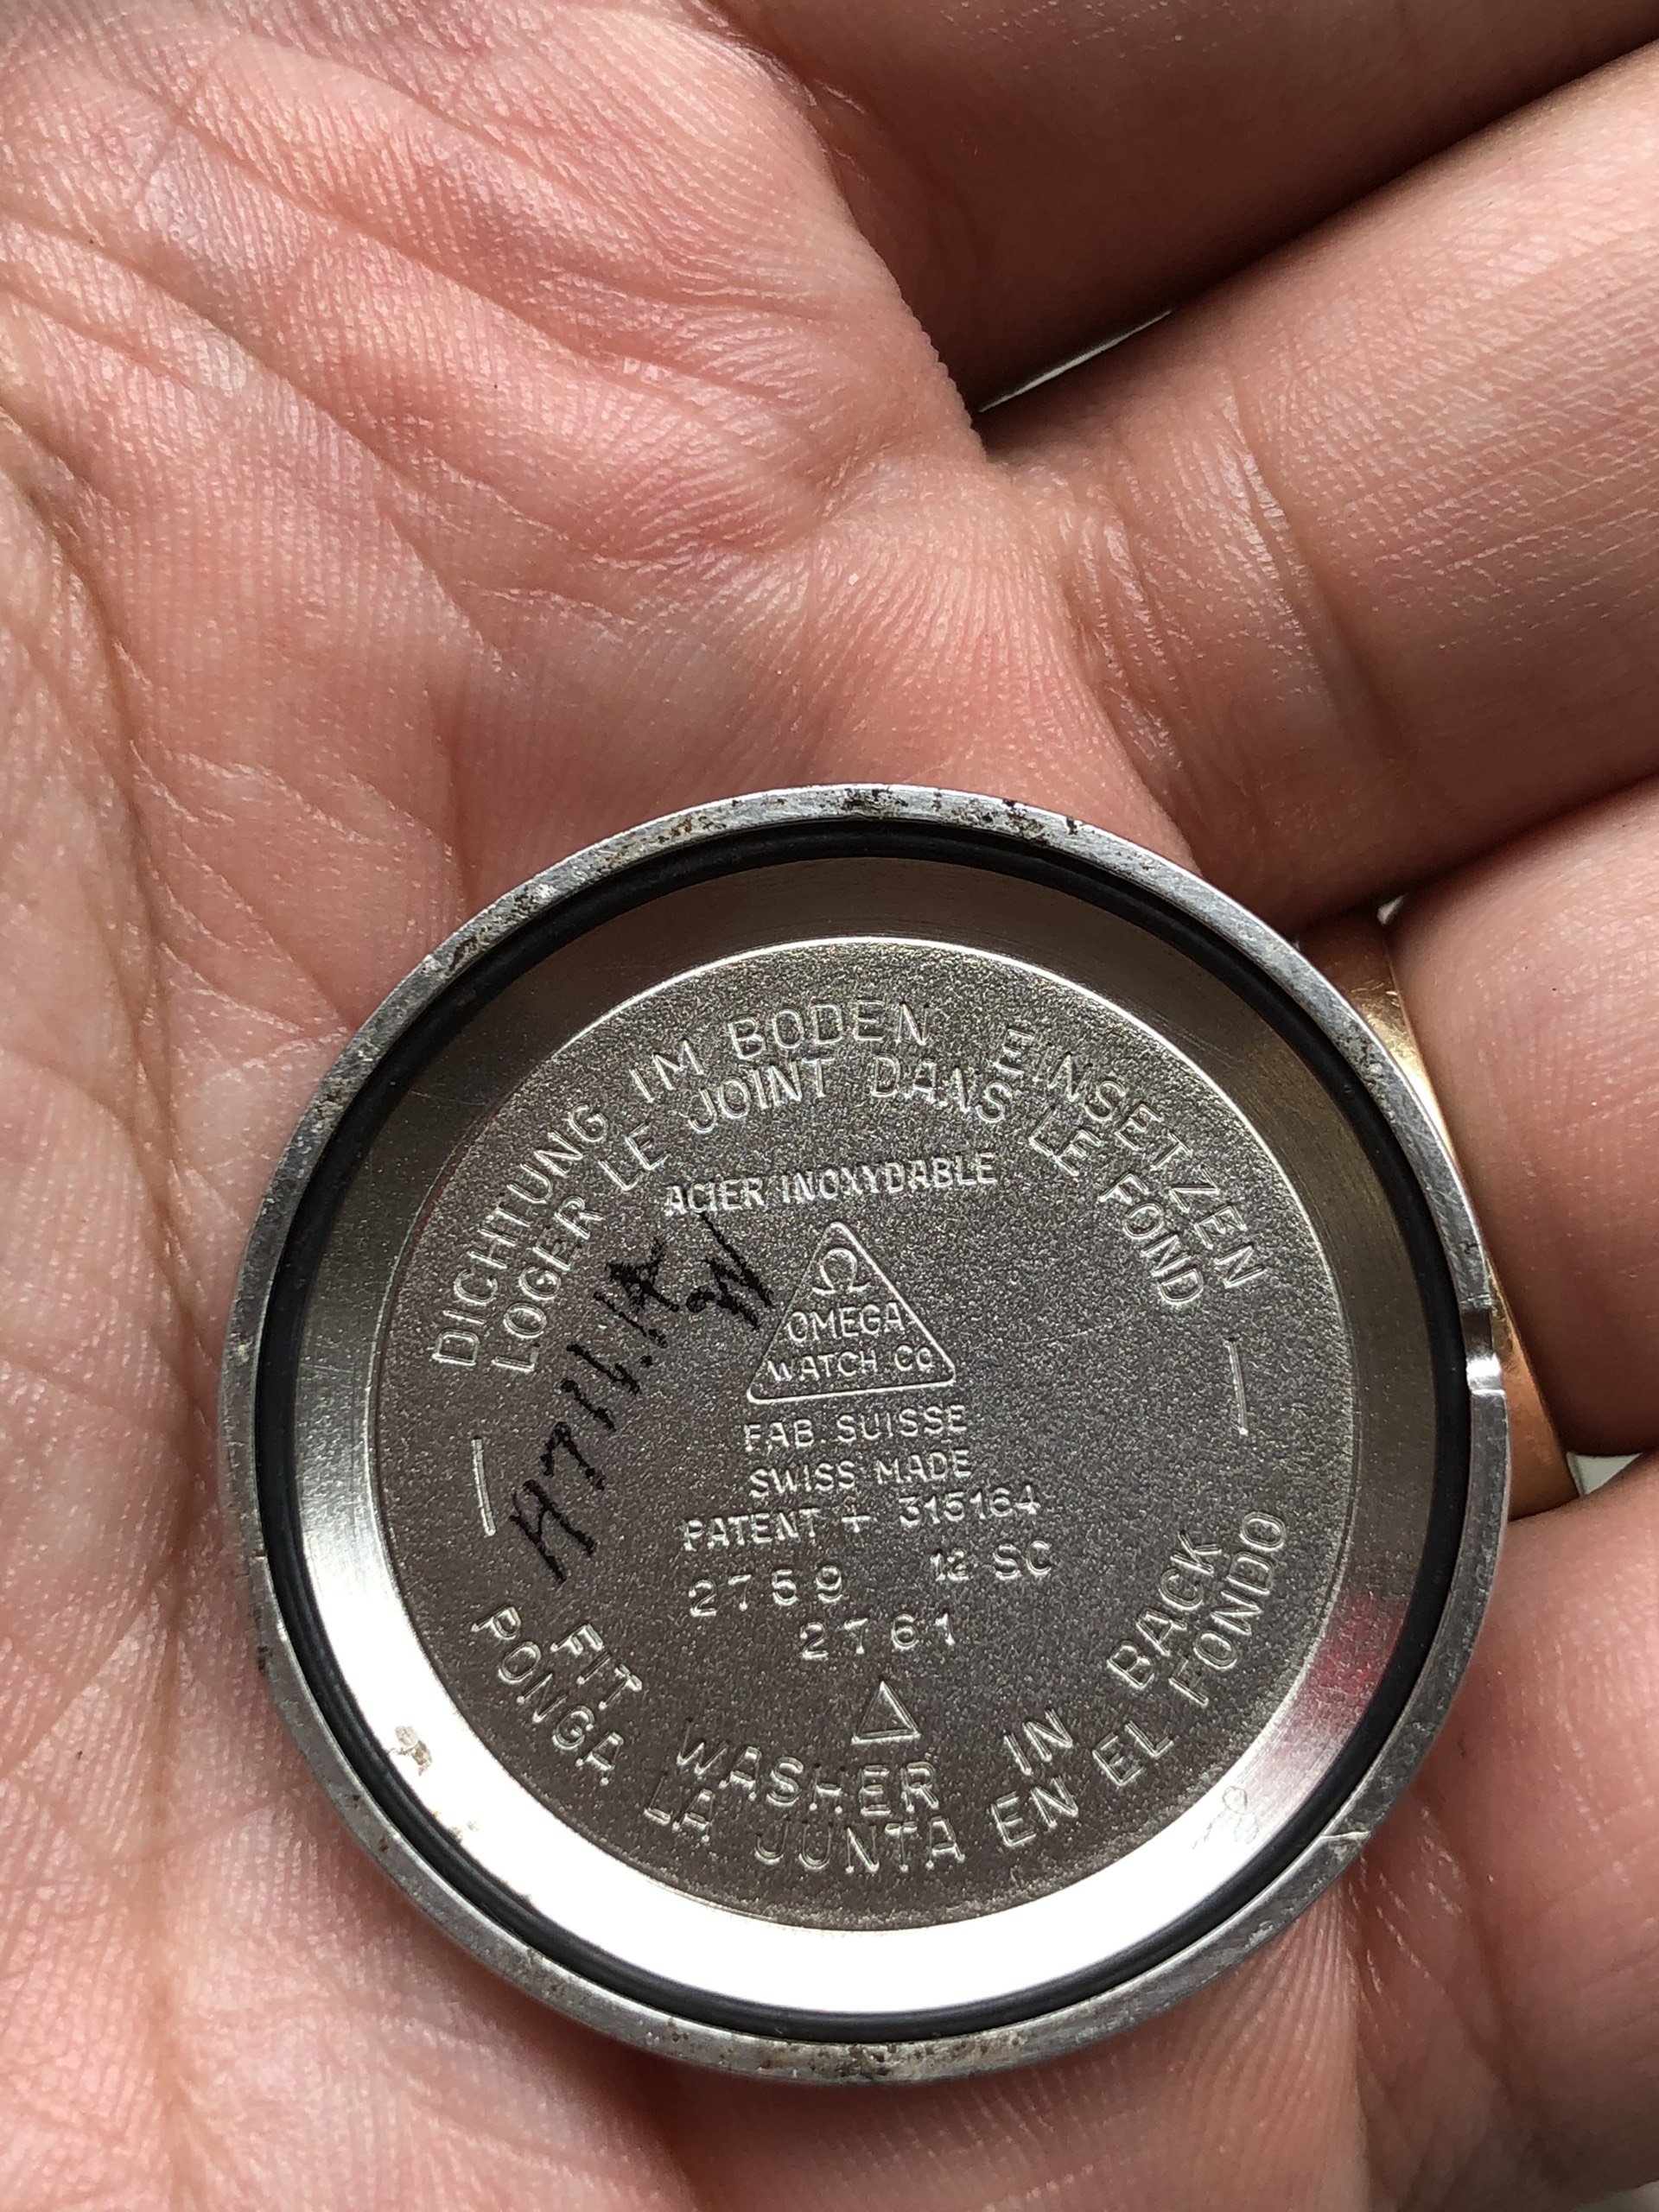 DICHTUNG IM BODEN EINSETZEN
LOGER LE JOINT DANS LE FOND
ACIER INOXYDABLE
Ω
OMEGA
WATCH Co
FAB. SUISSE
SWISS MADE
PATENT + 315164
2759 12 SC
2761
FIT WASHER IN BACK
PONGA LA JUNTA EN EL FONDO